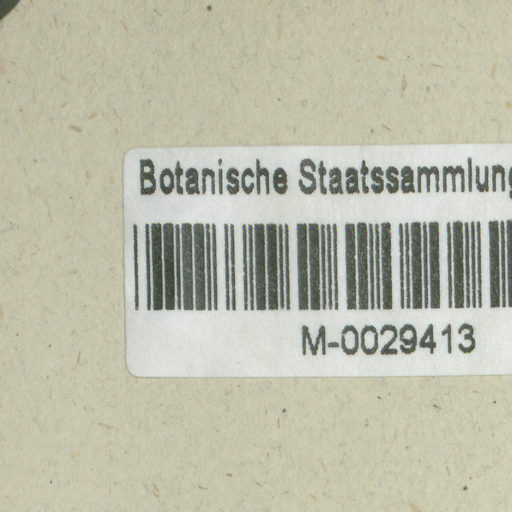 Botanische Staatssammlung
M-0029413